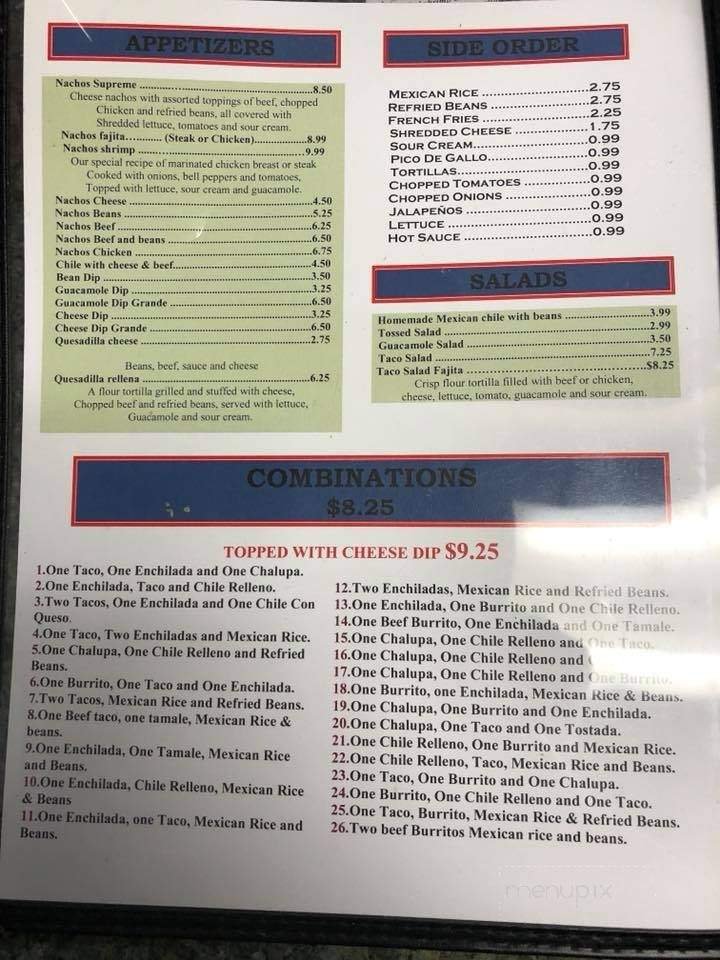 APPETIZERS
Nachos Supreme ........................................................8.50
Cheese nachos with assorted toppings of beef, chopped
Chicken and refried beans, all covered with
Shredded lettuce, tomatoes and sour cream.
Nachos fajita............ (Steak or Chicken)..................8.99
Nachos shrimp ........................................................9.99
Our special recipe of marinated chicken breast or steak
Cooked with onions, bell peppers and tomatoes,
Topped with lettuce, sour cream and guacamole.
Nachos Cheese ........................................................4.50
Nachos Beans ........................................................5.25
Nachos Beef ........................................................6.25
Nachos Beef and beans ............................................6.50
Nachos Chicken ........................................................6.75
Chile with cheese & beef............................................4.50
Bean Dip ........................................................3.50
Guacamole Dip ........................................................3.25
Guacamole Dip Grande ............................................6.50
Cheese Dip ........................................................3.25
Cheese Dip Grande ............................................6.50
Quesadilla cheese ............................................2.75
Beans, beef, sauce and cheese
Quesadilla rellena ............................................6.25
A flour tortilla grilled and stuffed with cheese,
Chopped beef and refried beans, served with lettuce,
Guacamole and sour cream.
SIDE ORDER
MEXICAN RICE ........................2.75
REFRIED BEANS ........................2.75
FRENCH FRIES ........................2.25
SHREDDED CHEESE .................1.75
SOUR CREAM........................0.99
PICO DE GALLO........................0.99
TORTILLAS...........................0.99
CHOPPED TOMATOES ...............0.99
CHOPPED ONIONS ....................0.99
JALAPEÑOS ...........................0.99
LETTUCE .............................0.99
HOT SAUCE ..........................0.99
SALADS
Homemade Mexican chile with beans .......................3.99
Tossed Salad ........................................................2.99
Guacamole Salad ..................................................3.50
Taco Salad ........................................................7.25
Taco Salad Fajita ..................................................$8.25
Crisp flour tortilla filled with beef or chicken,
cheese, lettuce, tomato, guacamole and sour cream.
COMBINATIONS
$8.25
TOPPED WITH CHEESE DIP $9.25
1.One Taco, One Enchilada and One Chalupa.
2.One Enchilada, Taco and Chile Relleno.
3.Two Tacos, One Enchilada and One Chile Con
Queso.
4.One Taco, Two Enchiladas and Mexican Rice.
5.One Chalupa, One Chile Relleno and Refried
Beans.
6.One Burrito, One Taco and One Enchilada.
7.Two Tacos, Mexican Rice and Refried Beans.
8.One Beef taco, one tamale, Mexican Rice &
beans.
9.One Enchilada, One Tamale, Mexican Rice
and Beans.
10.One Enchilada, Chile Relleno, Mexican Rice
& Beans
11.One Enchilada, one Taco, Mexican Rice and
Beans.
12.Two Enchiladas, Mexican Rice and Refried Beans.
13.One Enchilada, One Burrito and One Chile Relleno.
14.One Beef Burrito, One Enchilada and One Tamale.
15.One Chalupa, One Chile Relleno and One Taco.
16.One Chalupa, One Chile Relleno and
17.One Chalupa, One Chile Relleno and One Burrito.
18.One Burrito, one Enchilada, Mexican Rice & Beans.
19.One Chalupa, One Burrito and One Enchilada.
20.One Chalupa, One Taco and One Tostada.
21.One Chile Relleno, One Burrito and Mexican Rice.
22.One Chile Relleno, Taco, Mexican Rice and Beans.
23.One Taco, One Burrito and One Chalupa.
24.One Burrito, One Chile Relleno and One Taco.
25.One Taco, Burrito, Mexican Rice & Refried Beans.
26.Two beef Burritos Mexican rice and beans.
menupix